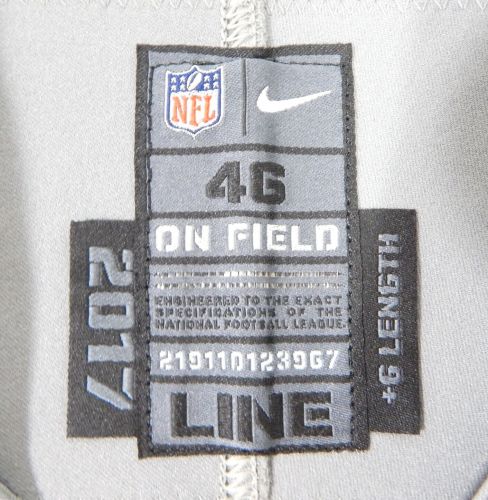 NFL
46
ON FIELD
ENGINEERED TO THE EXACT
SPECIFICATIONS OF THE
NATIONAL FOOTBALL LEAGUE.
219110123967
LINE
2017
+6 LENGTH